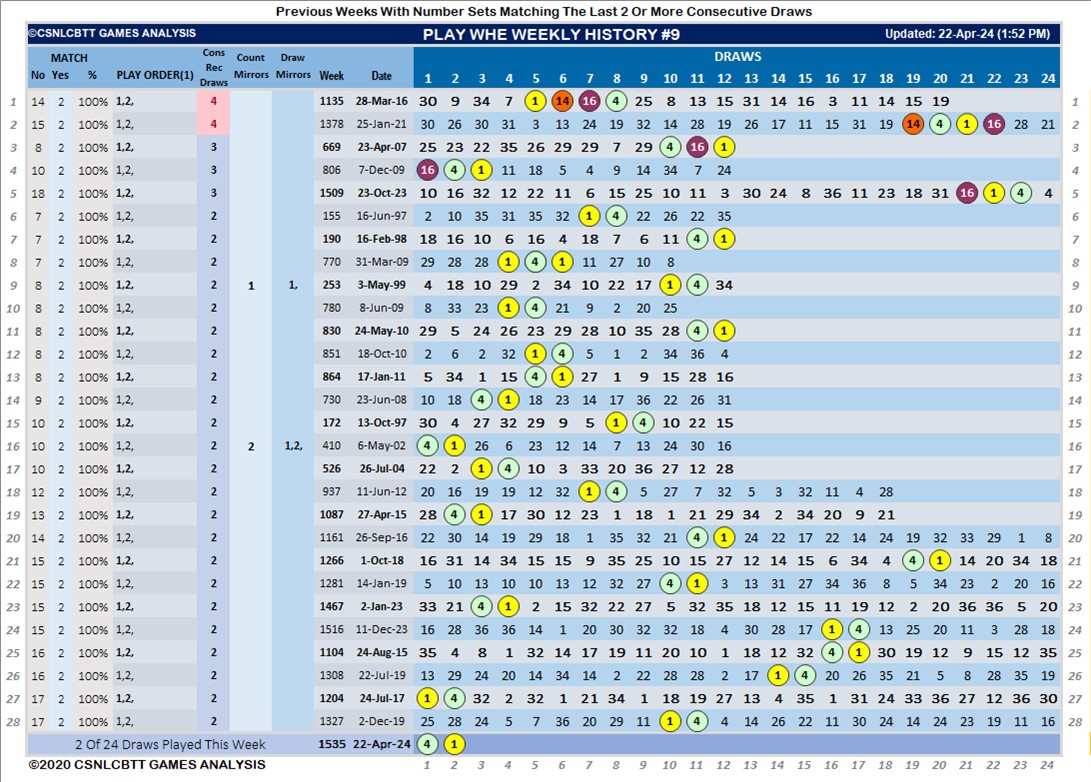 Previous Weeks With Number Sets Matching The Last 2 Or More Consecutive Draws
©CSNLCBTT GAMES ANALYSIS PLAY WHE WEEKLY HISTORY #9 Updated: 22-Apr-24 (1:52 PM)
MATCH Cons Rec Draws Count Mirrors Draw Mirrors DRAWS
No Yes % PLAY ORDER(1) Week Date 1 2 3 4 5 6 7 8 9 10 11 12 13 14 15 16 17 18 19 20 21 22 23 24
1 14 2 100% 1,2, 4 1135 28-Mar-16 30 9 34 7 1 14 16 4 25 8 13 15 31 14 16 3 11 14 15 19 1
2 15 2 100% 1,2, 4 1378 25-Jan-21 30 26 30 31 3 13 24 19 32 14 28 19 26 17 11 15 31 19 14 4 1 16 28 21 2
3 8 2 100% 1,2, 3 669 23-Apr-07 25 23 22 35 26 29 29 7 29 4 16 1 3
4 10 2 100% 1,2, 3 806 7-Dec-09 16 4 1 11 18 5 4 9 14 34 7 24 4
5 18 2 100% 1,2, 3 1509 23-Oct-23 10 16 32 12 22 11 6 15 25 10 11 3 30 24 8 36 11 23 18 31 16 1 4 4 5
6 7 2 100% 1,2, 2 155 16-Jun-97 2 10 35 31 35 32 1 4 22 26 22 35 6
7 7 2 100% 1,2, 2 190 16-Feb-98 18 16 10 6 16 4 18 7 6 11 4 1 7
8 7 2 100% 1,2, 2 770 31-Mar-09 29 28 28 1 4 1 11 27 10 8 8
9 8 2 100% 1,2, 2 1 1, 253 3-May-99 4 18 10 29 2 34 10 22 17 1 4 34 9
10 8 2 100% 1,2, 2 780 8-Jun-09 8 33 23 1 4 21 9 2 20 25 10
11 8 2 100% 1,2, 2 830 24-May-10 29 5 24 26 23 29 28 10 35 28 4 1 11
12 8 2 100% 1,2, 2 851 18-Oct-10 2 6 2 32 1 4 5 1 2 34 36 4 12
13 8 2 100% 1,2, 2 864 17-Jan-11 5 34 1 15 4 1 27 1 9 15 28 16 13
14 9 2 100% 1,2, 2 730 23-Jun-08 10 18 4 1 18 23 14 17 36 22 26 31 14
15 10 2 100% 1,2, 2 172 13-Oct-97 30 4 27 32 29 9 5 1 4 10 22 15 15
16 10 2 100% 1,2, 2 2 1,2, 410 6-May-02 4 1 26 6 23 12 14 7 13 24 30 16 16
17 10 2 100% 1,2, 2 526 26-Jul-04 22 2 1 4 10 3 33 20 36 27 12 28 17
18 12 2 100% 1,2, 2 937 11-Jun-12 20 16 19 19 12 32 1 4 5 27 7 32 5 3 32 11 4 28 18
19 13 2 100% 1,2, 2 1087 27-Apr-15 28 4 1 17 30 12 23 1 18 1 21 29 34 2 34 20 9 21 19
20 14 2 100% 1,2, 2 1161 26-Sep-16 22 30 14 19 29 18 1 35 32 21 4 1 24 22 17 22 14 24 19 32 33 29 1 8 20
21 15 2 100% 1,2, 2 1266 1-Oct-18 16 31 14 34 15 15 9 35 25 10 15 27 12 14 15 6 34 4 4 1 14 20 34 18 21
22 15 2 100% 1,2, 2 1281 14-Jan-19 5 10 13 10 10 13 12 32 27 4 1 3 13 22 31 27 34 36 8 5 34 23 2 20 16 22
23 15 2 100% 1,2, 2 1467 2-Jan-23 33 21 4 1 2 15 32 22 27 5 32 35 18 12 15 11 19 12 2 20 36 36 5 20 23
24 15 2 100% 1,2, 2 1516 11-Dec-23 16 28 36 36 14 1 20 30 32 32 18 4 30 28 17 1 4 13 25 20 11 3 28 18 24
25 16 2 100% 1,2, 2 1104 24-Aug-15 35 4 8 1 32 14 17 19 11 20 10 1 18 12 32 4 1 30 19 21 9 15 12 35 25
26 16 2 100% 1,2, 2 1308 22-Jul-19 13 29 24 20 14 34 14 2 22 28 28 2 17 1 4 20 26 35 21 5 8 28 35 19 26
27 17 2 100% 1,2, 2 1204 24-Jul-17 1 4 32 2 32 1 21 34 1 18 19 27 13 4 35 1 31 24 33 36 27 12 36 30 27
28 17 2 100% 1,2, 2 1327 2-Dec-19 25 28 24 5 7 36 20 29 11 1 4 4 14 26 22 11 30 24 14 24 23 19 11 16 28
2 Of 24 Draws Played This Week 1535 22-Apr-24 4 1
©2020 CSNLCBTT GAMES ANALYSIS 1 2 3 4 5 6 7 8 9 10 11 12 13 14 15 16 17 18 19 20 21 22 23 24